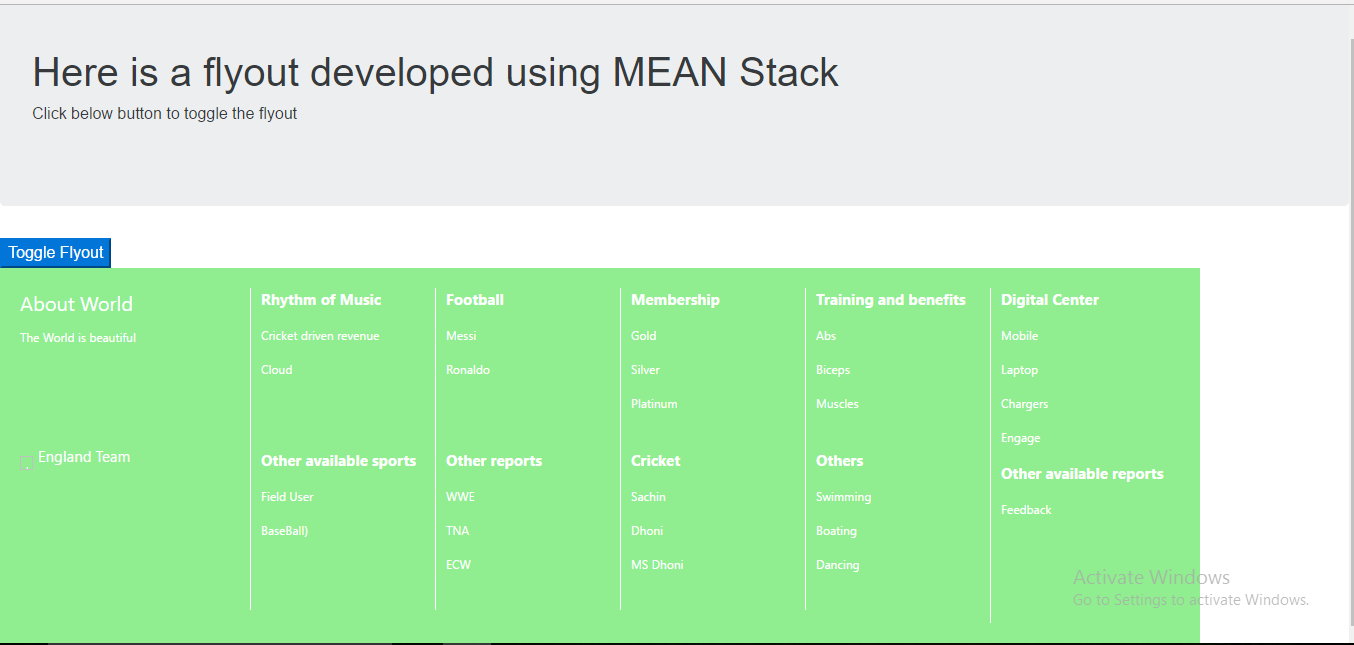 Here is a flyout developed using MEAN Stack
Click below button to toggle the flyout
Toggle Flyout
About World
The World is beautiful
England Team
Rhythm of Music
Cricket driven revenue
Cloud
Other available sports
Field User
BaseBall)
Football
Messi
Ronaldo
Other reports
WWE
TNA
ECW
Membership
Gold
Silver
Platinum
Cricket
Sachin
Dhoni
MS Dhoni
Training and benefits
Abs
Biceps
Muscles
Others
Swimming
Boating
Dancing
Digital Center
Mobile
Laptop
Chargers
Engage
Other available reports
Feedback
Activate Windows
Go to Settings to activate Windows.